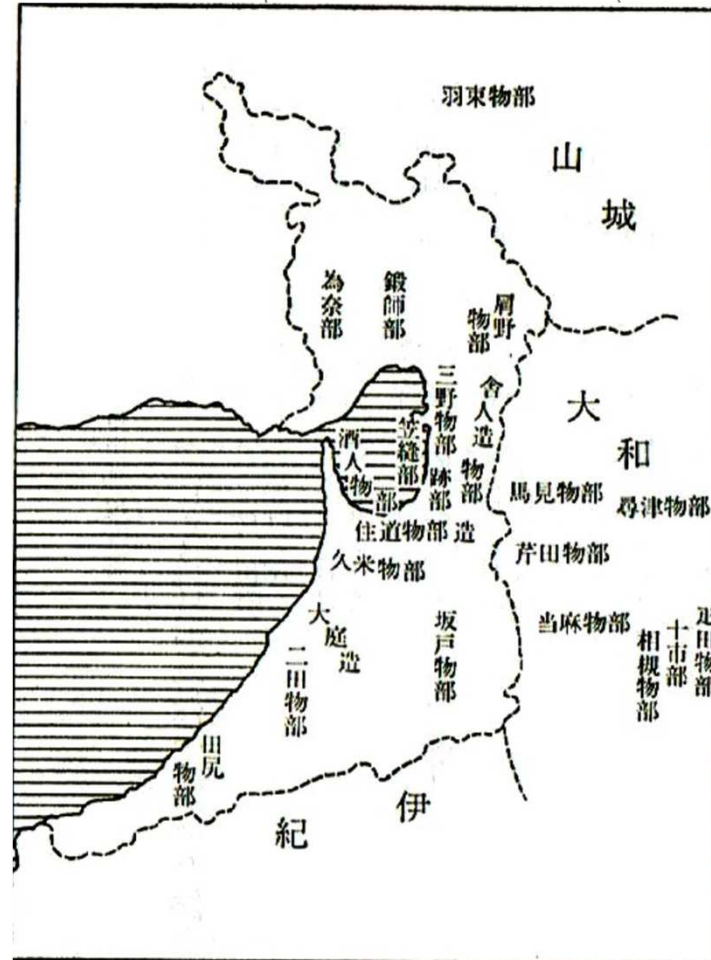 羽束物部
山城
為奈部
鍛師部
屑野物部
三野物部
舎人造
大和
酒人物部
笠縫部
跡部
物部
馬見物部
尋津物部
住道物部造
芹田物部
久米物部
当麻物部
大庭造
坂戸物部
二田物部
相槻物部
十市部
田物部
田尻物部
伊
紀